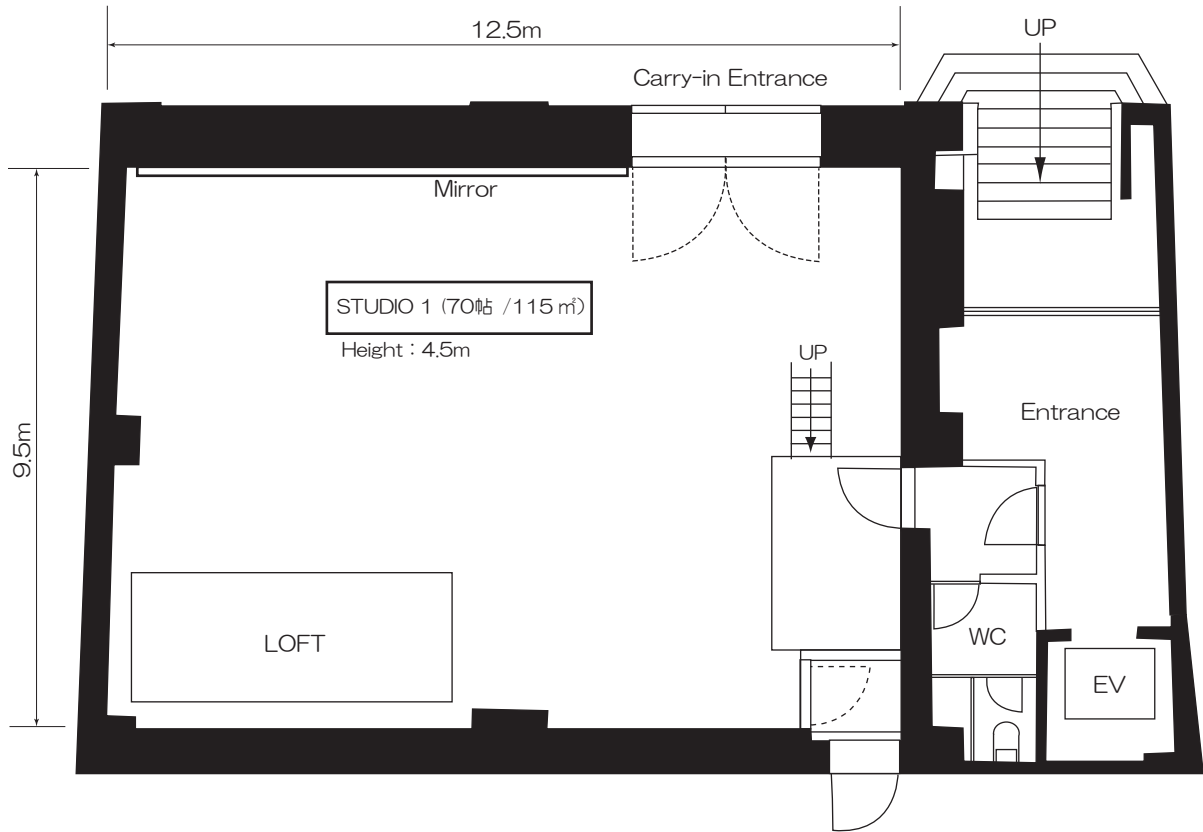 12.5m
UP
Carry-in Entrance
Mirror
STUDIO 1 (70帖 /115㎡)
Height : 4.5m
UP
Entrance
9.5m
LOFT
WC
EV